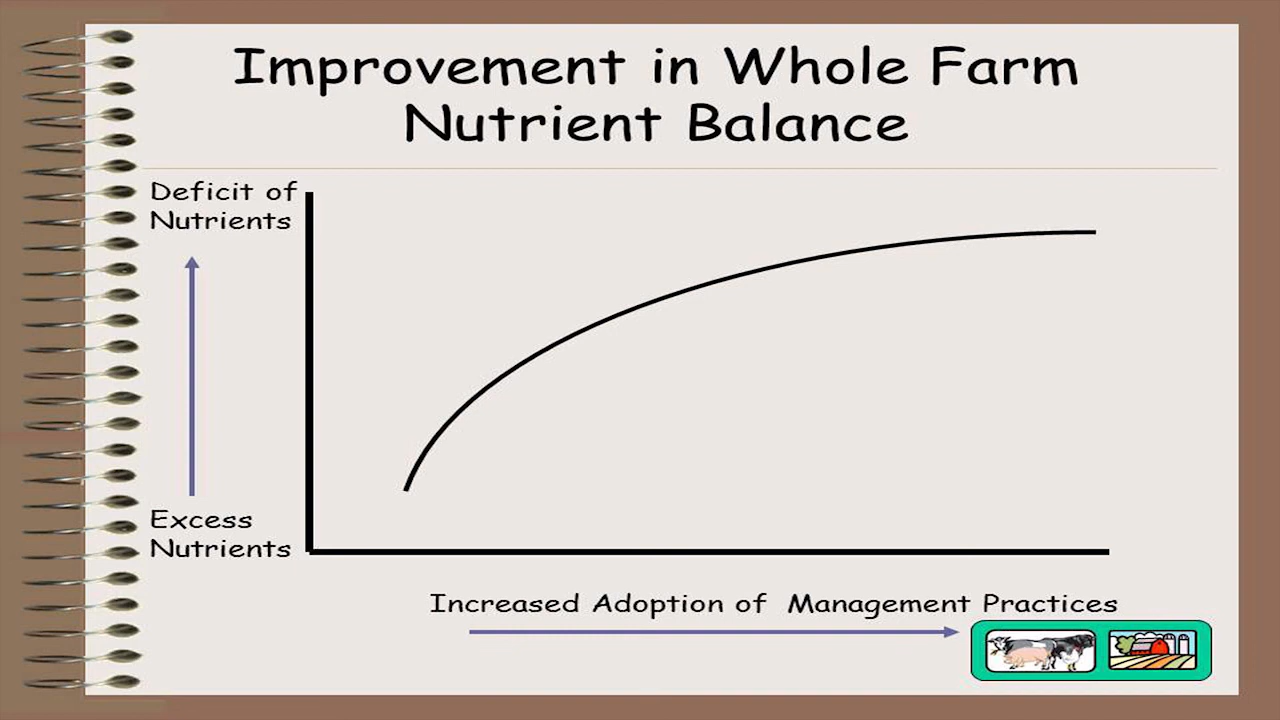 Improvement in Whole Farm
Nutrient Balance
Deficit of
Nutrients
Excess
Nutrients
Increased Adoption of Management Practices